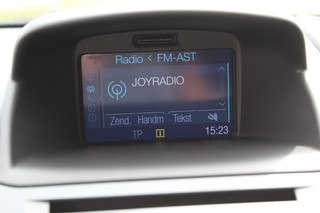 Radio < FM-AST
JOYRADIO
Zend. Handm Tekst
TP i 15:23